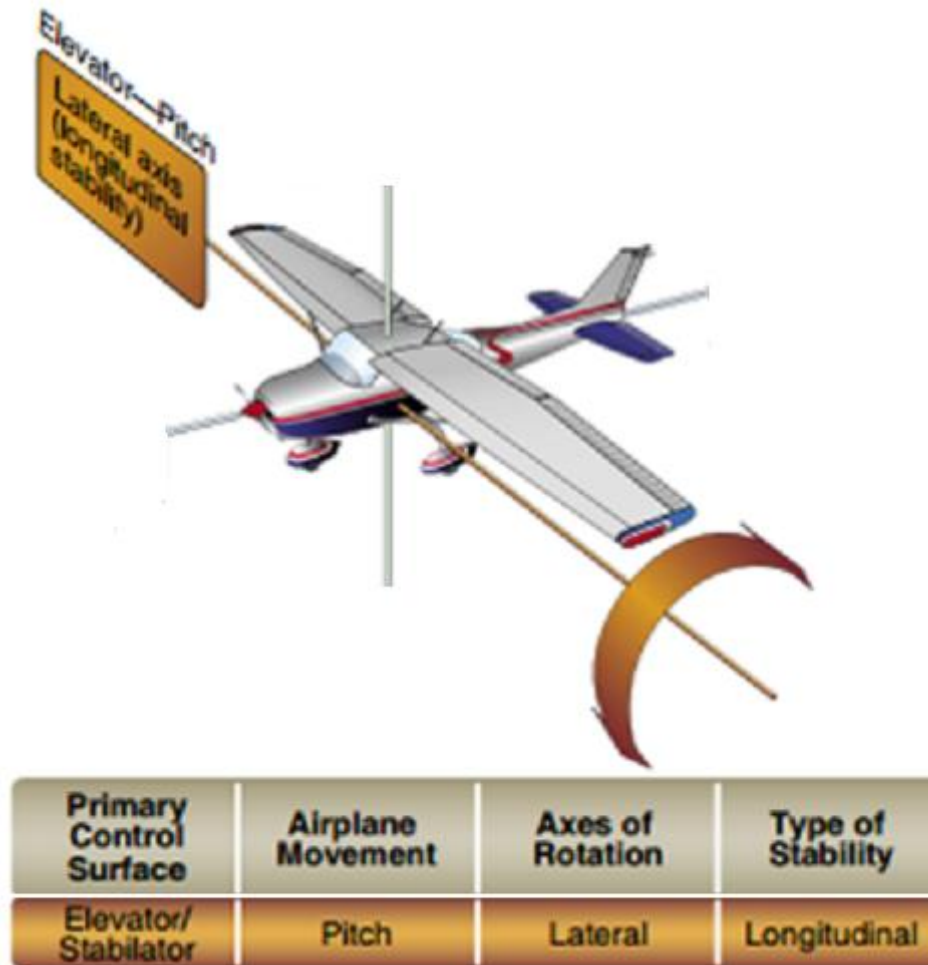 Elevator—Pitch
Lateral axis
(longitudinal
stability)
Primary
Control
Surface
Airplane
Movement
Axes of
Rotation
Type of
Stability
Elevator/
Stabilator
Pitch
Lateral
Longitudinal